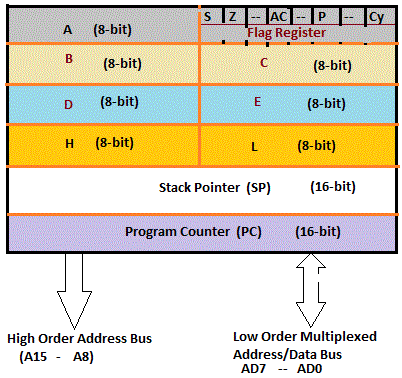 S Z -- AC -- P -- Cy
A (8-bit) Flag Register
B (8-bit) C (8-bit)
D (8-bit) E (8-bit)
H (8-bit) L (8-bit)
Stack Pointer (SP) (16-bit)
Program Counter (PC) (16-bit)
High Order Address Bus
(A15 - A8)
Low Order Multiplexed
Address/Data Bus
AD7 -- AD0